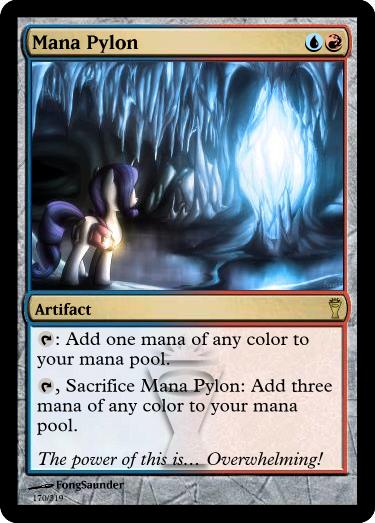 Mana Pylon
Artifact
: Add one mana of any color to
your mana pool.
, Sacrifice Mana Pylon: Add three
mana of any color to your mana
pool.
The power of this... Overwhelming!
FongSaunder
170/319